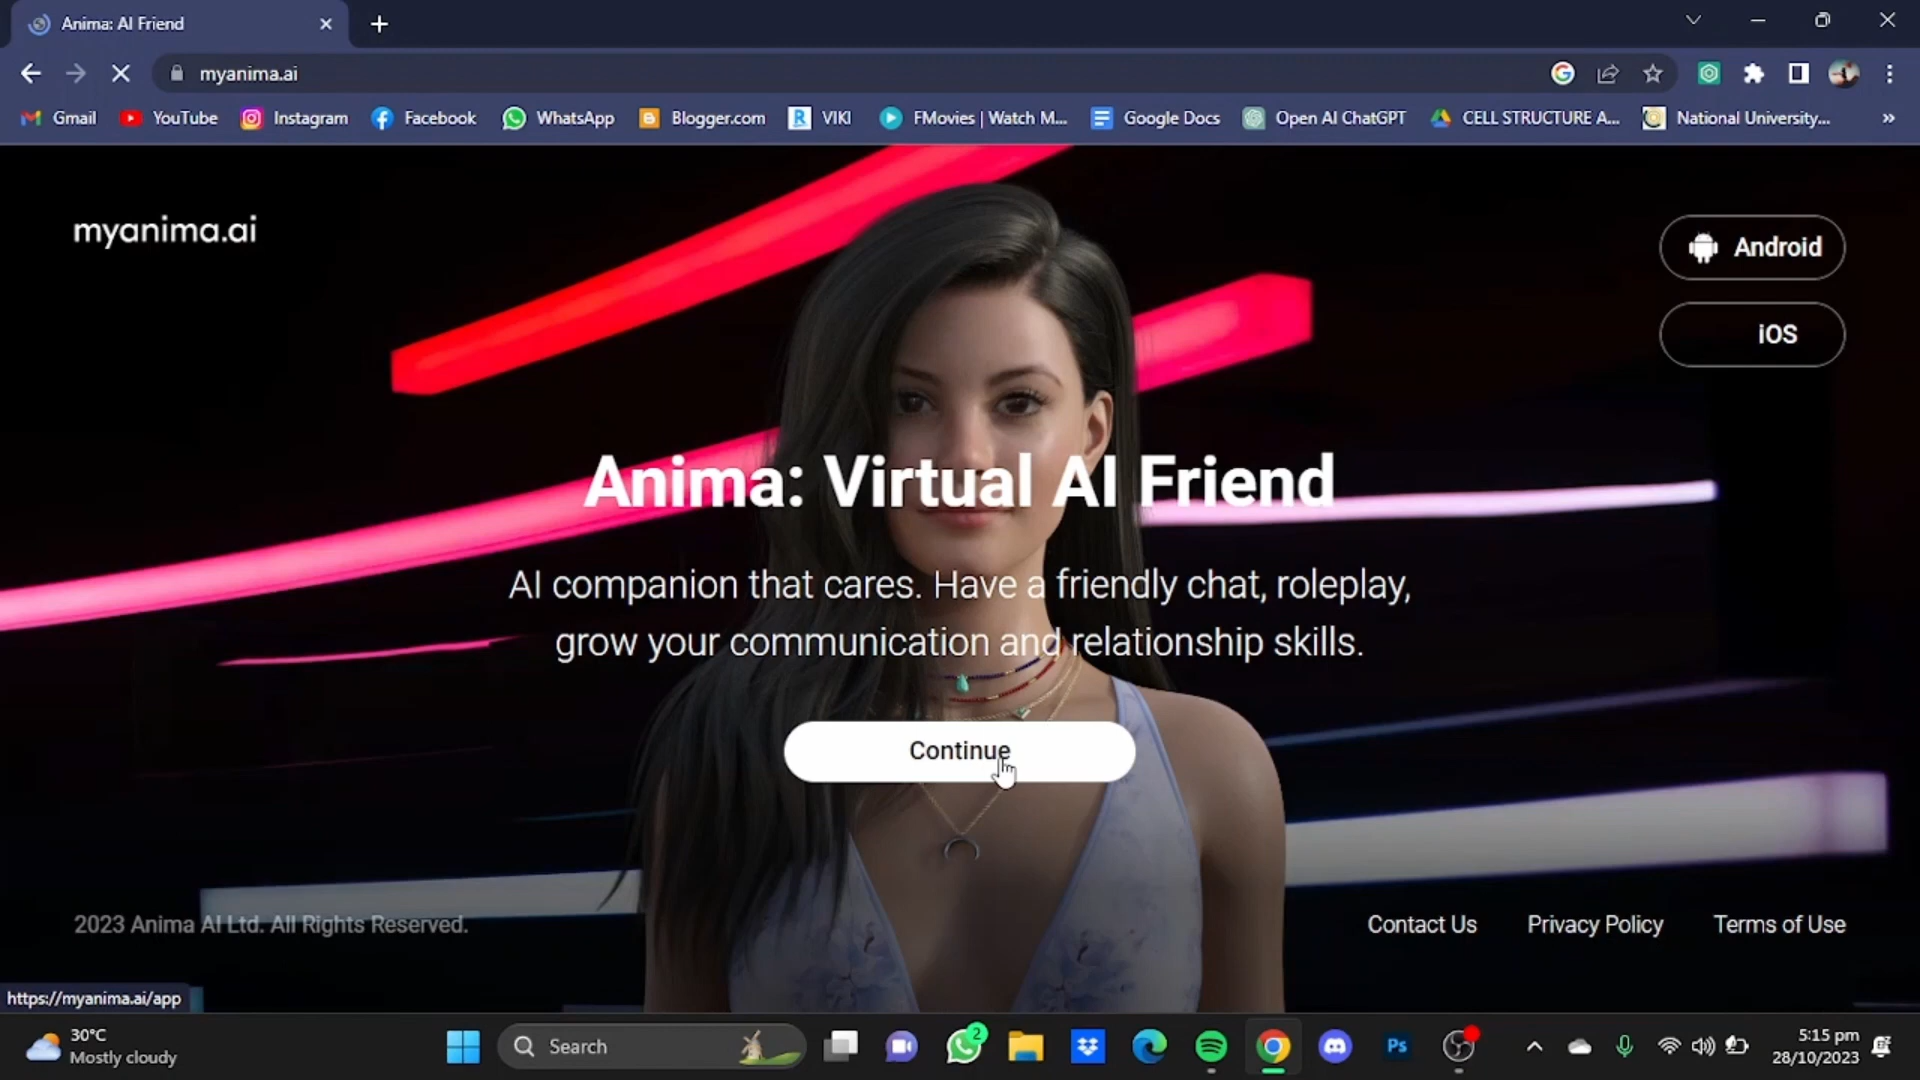 Anima: AI Friend
myanima.ai
Gmail
YouTube
Instagram
Facebook
WhatsApp
Blogger.com
VIKI
FMovies | Watch M...
Google Docs
Open AI ChatGPT
CELL STRUCTURE A...
National University...
»
myanima.ai
Android
iOS
Anima: Virtual AI Friend
AI companion that cares. Have a friendly chat, roleplay,
grow your communication and relationship skills.
Continue
2023 Anima AI Ltd. All Rights Reserved.
Contact Us
Privacy Policy
Terms of Use
https://myanima.ai/app
30°C
Mostly cloudy
Search
2
Ps
5:15 pm
28/10/2023